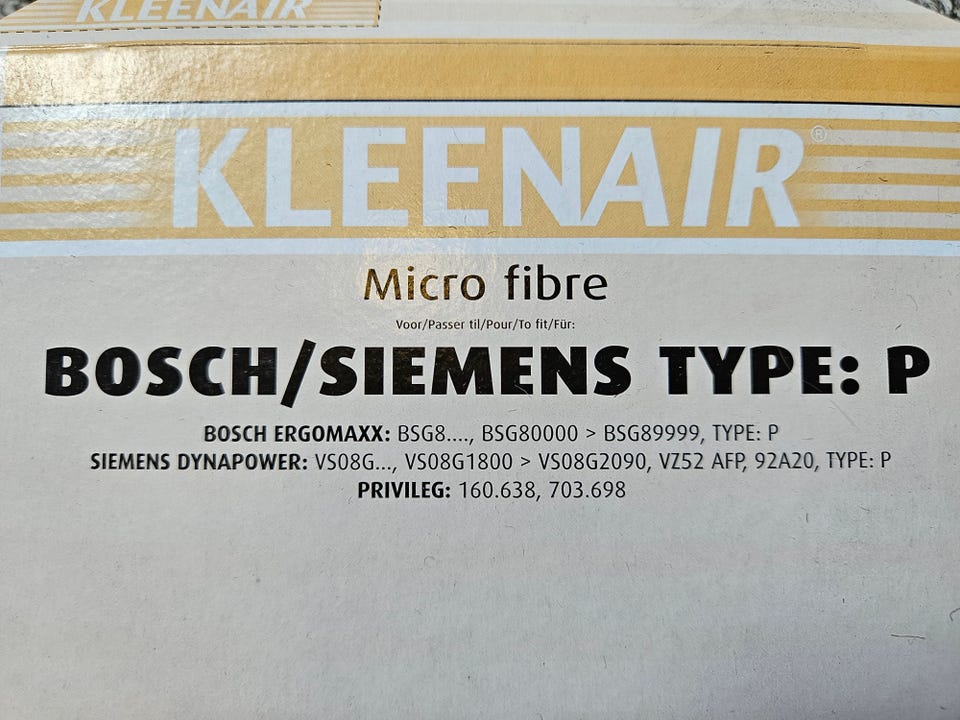 KLEENAIR
KLEENAIR®
Micro fibre
Voor/Passer til/Pour/To fit/Für:
BOSCH/SIEMENS TYPE: P
BOSCH ERGOMAXX: BSG8...., BSG80000 > BSG89999, TYPE: P
SIEMENS DYNAPOWER: VS08G..., VS08G1800 > VS08G2090, VZ52 AFP, 92A20, TYPE: P
PRIVILEG: 160.638, 703.698